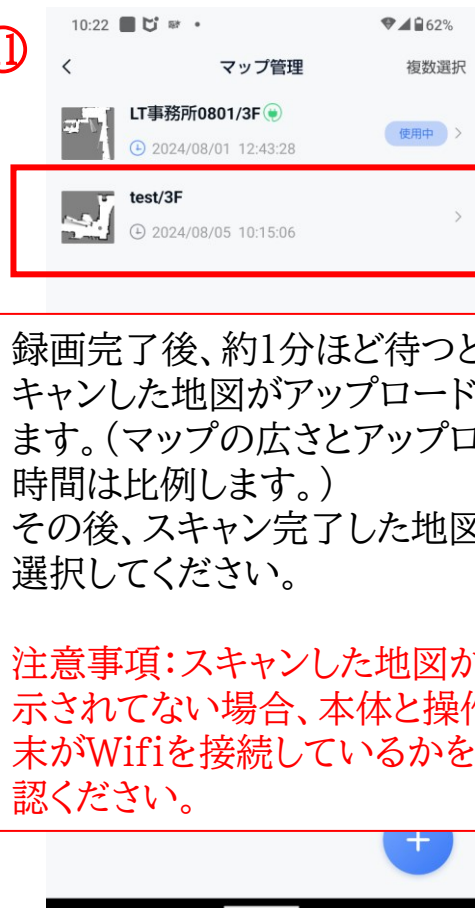 10:22
62%
1
マップ管理
複数選択
LT事務所0801/3F
2024/08/01 12:43:28
使用中
test/3F
2024/08/05 10:15:06
録画完了後、約1分ほど待つと
キャンした地図がアップロード
ます。（マップの広さとアップロ
時間は比例します。）
その後、スキャン完了した地図
選択してください。
注意事項：スキャンした地図が
示されてない場合、本体と操作
末がWifiを接続しているかを
認ください。